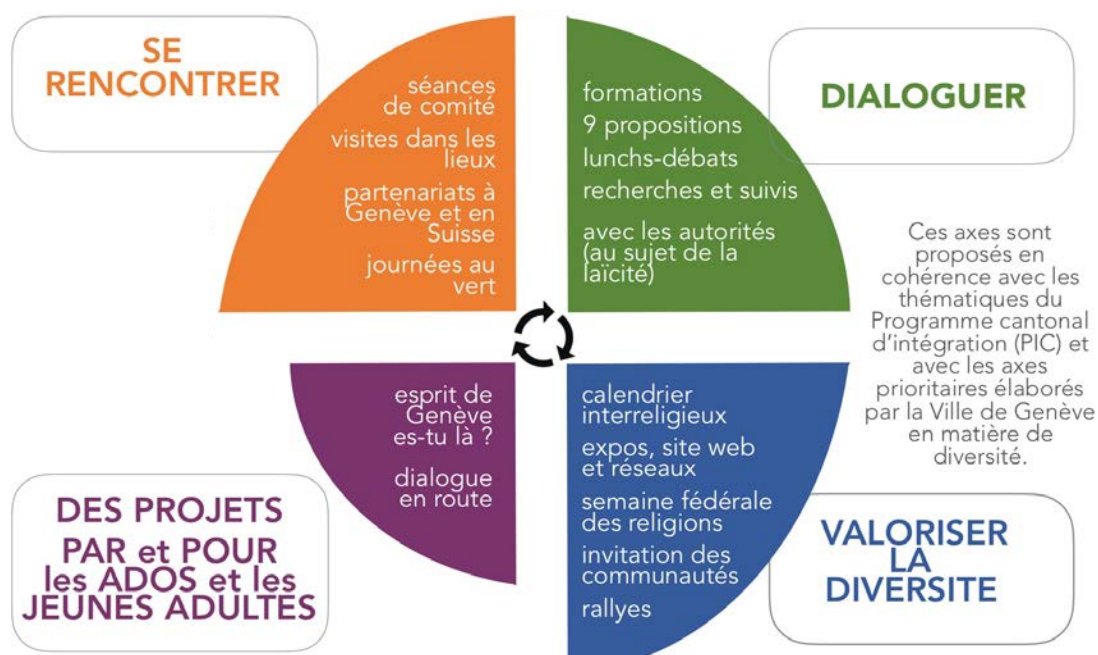 SE
RENCONTRER
séances
de comité
visites dans les
lieux
partenariats à
Genève et en
Suisse
journées au
vert
formations
9 propositions
lunchs-débats
recherches et suivis
avec les autorités
(au sujet de la
laïcité)
DIALOGUER
Ces axes sont
proposés en
cohérence avec les
thématiques du
Programme cantonal
d'intégration (PIC) et
avec les axes
prioritaires élaborés
par la Ville de Genève
en matière de
diversité.
esprit de
Genève
es-tu là ?
dialogue
en route
DES PROJETS
PAR et POUR
les ADOS et les
JEUNES ADULTES
calendrier
interreligieux
expos, site web
et réseaux
semaine fédérale
des religions
invitation des
communautés
rallyes
VALORISER
LA
DIVERSITE